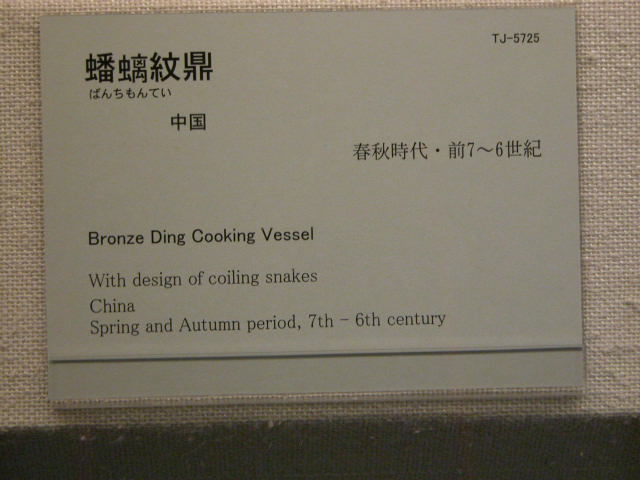 TJ-5725
蟠螭紋鼎
ばんちもんてい
中国
春秋時代・前7～6世紀
Bronze Ding Cooking Vessel
With design of coiling snakes
China
Spring and Autumn period, 7th - 6th century